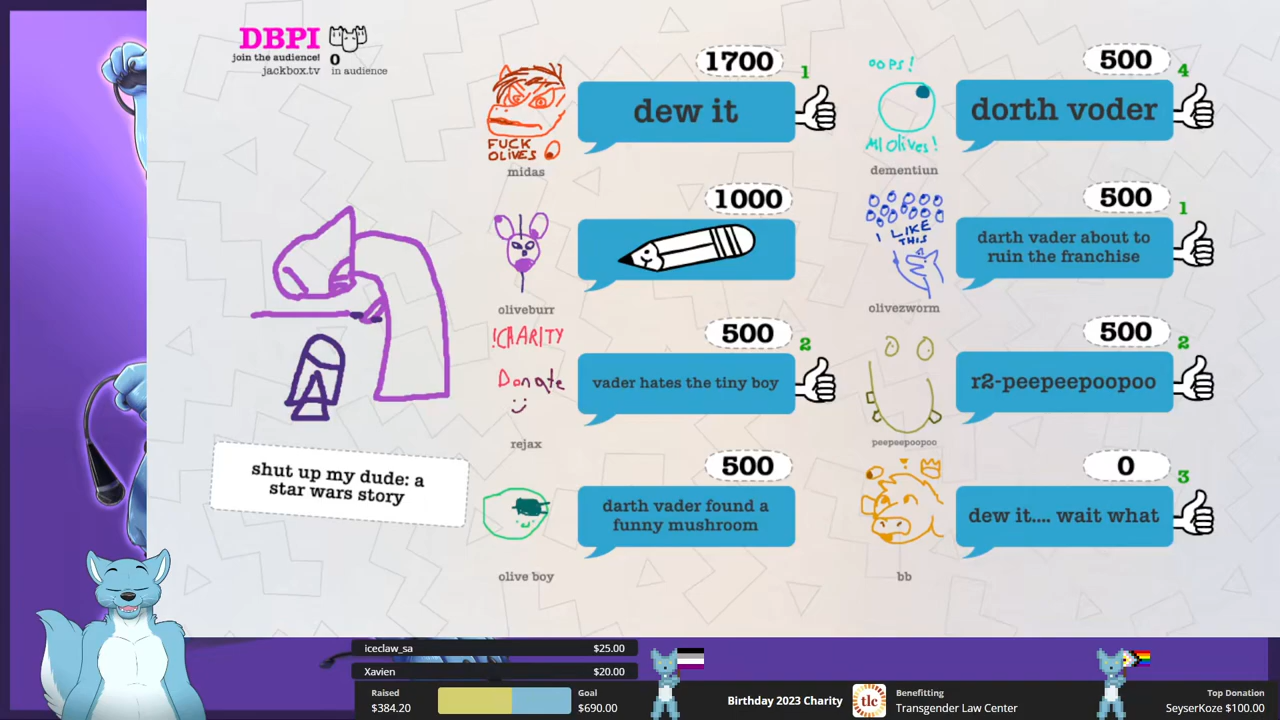 DBPI
join the audience!
jackbox.tv
0
in audience
shut up my dude: a
star wars story
FUCK
OLIVES
midas
1700
dew it
1
oliveburr
1000
!CHARITY
Donate
rejax
500
vader hates the tiny boy
2
olive boy
500
darth vader found a
funny mushroom
OOPS!
MI Olives!
dementiun
500
dorth voder
4
I LIKE
THIS
olivezworm
500
darth vader about to
ruin the franchise
1
peepeepoopoo
500
r2-peepeepoopoo
2
bb
0
dew it.... wait what
3
iceclaw_sa $25.00
Xavien $20.00
Raised
$384.20
Goal
$690.00
Birthday 2023 Charity
tlc
Benefitting
Transgender Law Center
Top Donation
SeyserKoze $100.00